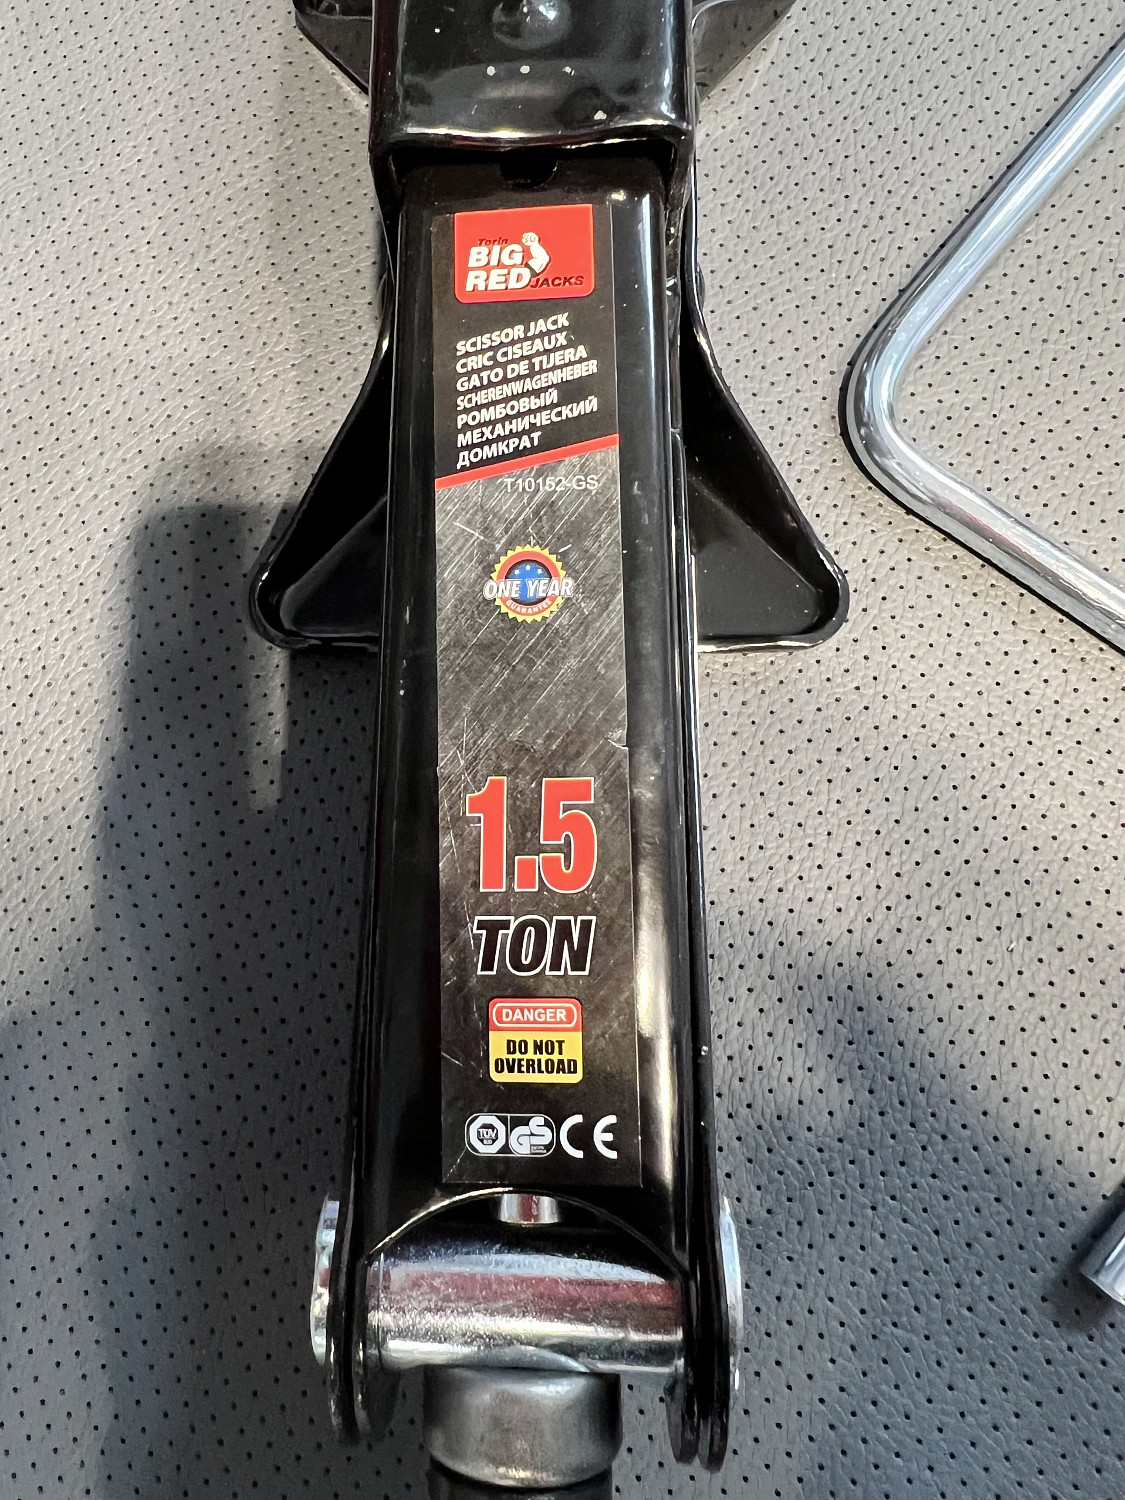 Torin
BIG
RED JACKS
SCISSOR JACK
CRIC CISEAUX
GATO DE TIJERA
SCHERENWAGENHEBER
РОМБОВЫЙ
МЕХАНИЧЕСКИЙ
ДОМКРАТ
T10152-GS
ONE YEAR
GUARANTEE
1.5
TON
DANGER
DO NOT
OVERLOAD
TÜV GS CE